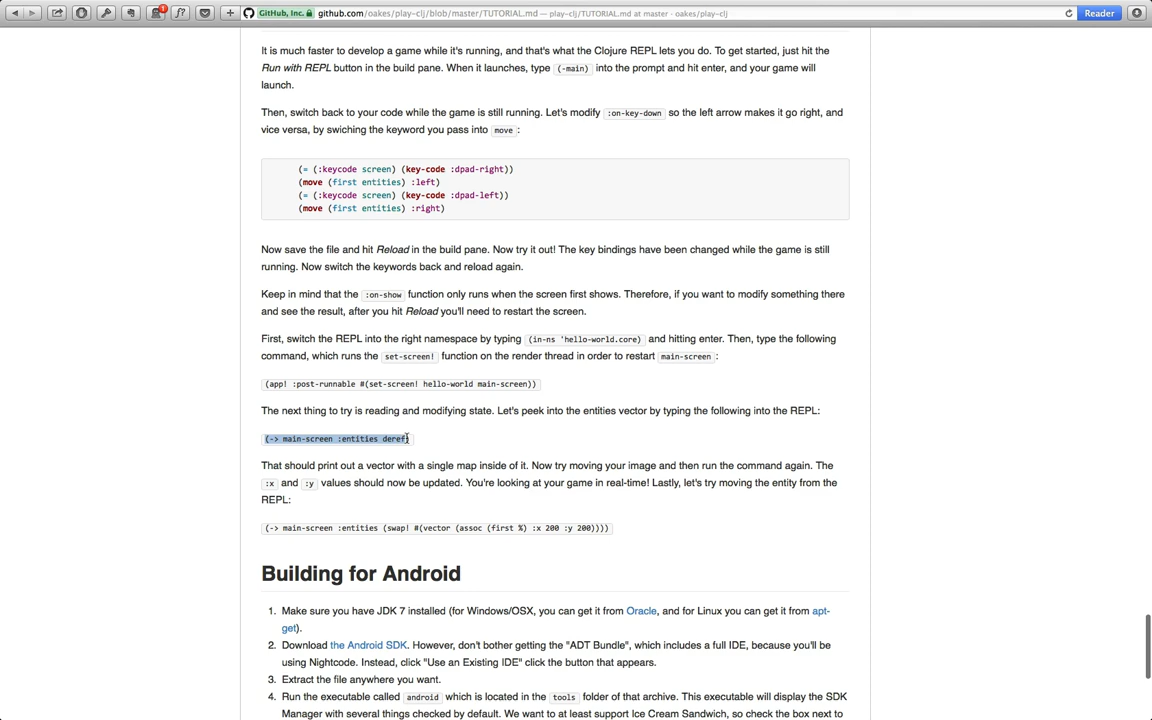 GitHub, Inc. github.com/oakes/play-clj/blob/master/TUTORIAL.md — play-clj/TUTORIAL.md at master · oakes/play-clj
Reader
It is much faster to develop a game while it's running, and that's what the Clojure REPL lets you do. To get started, just hit the
Run with REPL button in the build pane. When it launches, type (-main) into the prompt and hit enter, and your game will
launch.
Then, switch back to your code while the game is still running. Let's modify :on-key-down so the left arrow makes it go right, and
vice versa, by swiching the keyword you pass into move :
(= (:keycode screen) (key-code :dpad-right))
(move (first entities) :left)
(= (:keycode screen) (key-code :dpad-left))
(move (first entities) :right)
Now save the file and hit Reload in the build pane. Now try it out! The key bindings have been changed while the game is still
running. Now switch the keywords back and reload again.
Keep in mind that the :on-show function only runs when the screen first shows. Therefore, if you want to modify something there
and see the result, after you hit Reload you'll need to restart the screen.
First, switch the REPL into the right namespace by typing (in-ns 'hello-world.core) and hitting enter. Then, type the following
command, which runs the set-screen! function on the render thread in order to restart main-screen :
(app! :post-runnable #(set-screen! hello-world main-screen))
The next thing to try is reading and modifying state. Let's peek into the entities vector by typing the following into the REPL:
(-> main-screen :entities deref)
That should print out a vector with a single map inside of it. Now try moving your image and then run the command again. The
:x and :y values should now be updated. You're looking at your game in real-time! Lastly, let's try moving the entity from the
REPL:
(-> main-screen :entities (swap! #(vector (assoc (first %) :x 200 :y 200))))
Building for Android
1. Make sure you have JDK 7 installed (for Windows/OSX, you can get it from Oracle, and for Linux you can get it from apt-
get).
2. Download the Android SDK. However, don't bother getting the "ADT Bundle", which includes a full IDE, because you'll be
using Nightcode. Instead, click "Use an Existing IDE" click the button that appears.
3. Extract the file anywhere you want.
4. Run the executable called android which is located in the tools folder of that archive. This executable will display the SDK
Manager with several things checked by default. We want to at least support Ice Cream Sandwich, so check the box next to